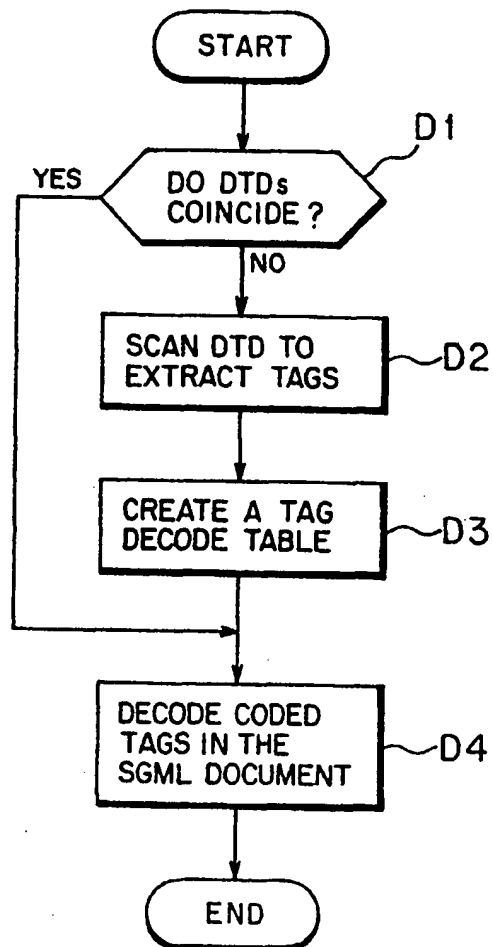 START
D1
YES
DO DTDs
COINCIDE?
NO
SCAN DTD TO
EXTRACT TAGS
D2
CREATE A TAG
DECODE TABLE
D3
DECODE CODED
TAGS IN THE
SGML DOCUMENT
D4
END